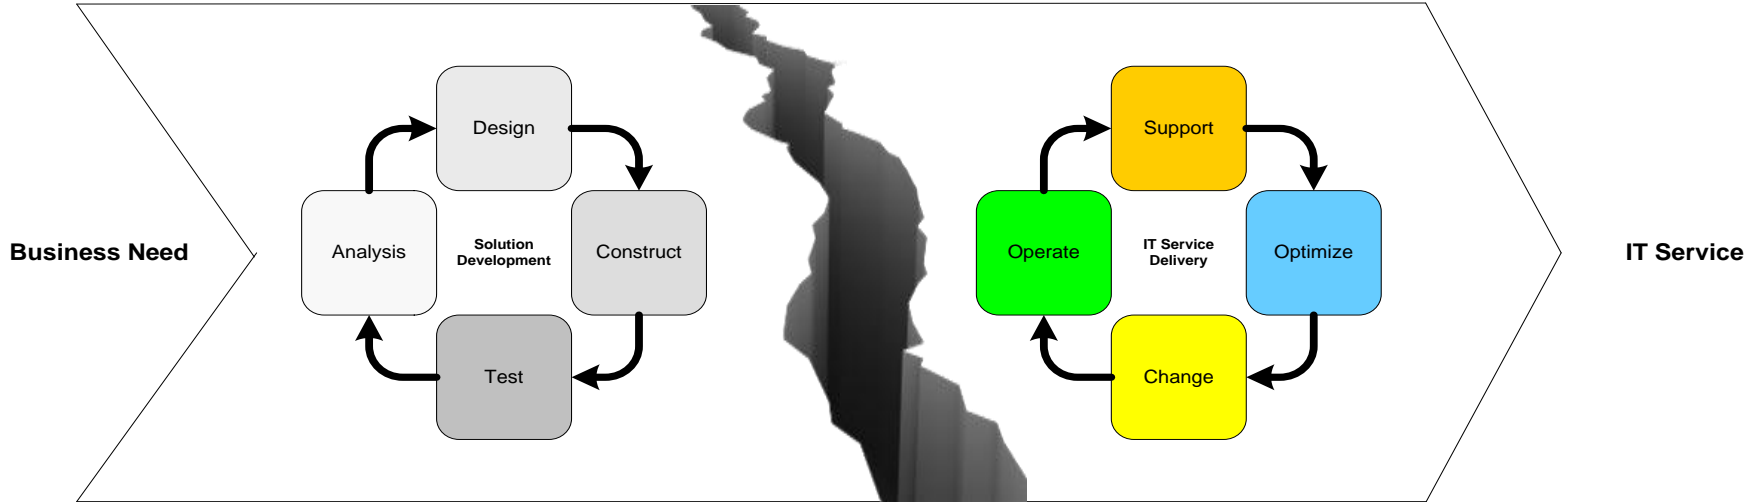 Business Need
Design
Analysis
Solution
Development
Construct
Test
Support
Operate
IT Service
Delivery
Optimize
Change
IT Service